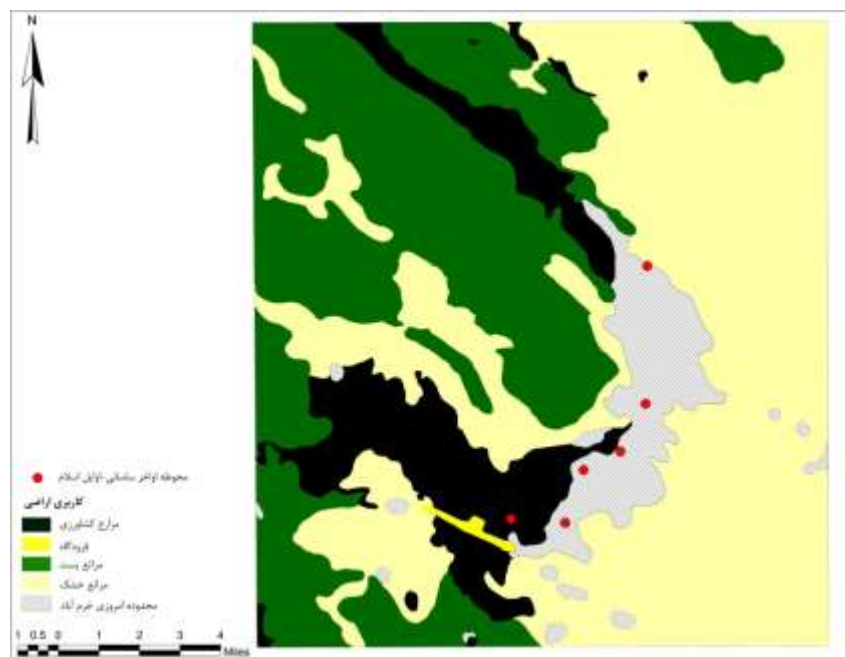 N
محوطه اواخر ساسانی-اوایل اسلام
کاربری اراضی
مزارع کشاورزی
فرودگاه
مراتع پست
مراتع خشک
محدوده امروزی خرم آباد
1 0.5 0 1 2 3 4
Miles